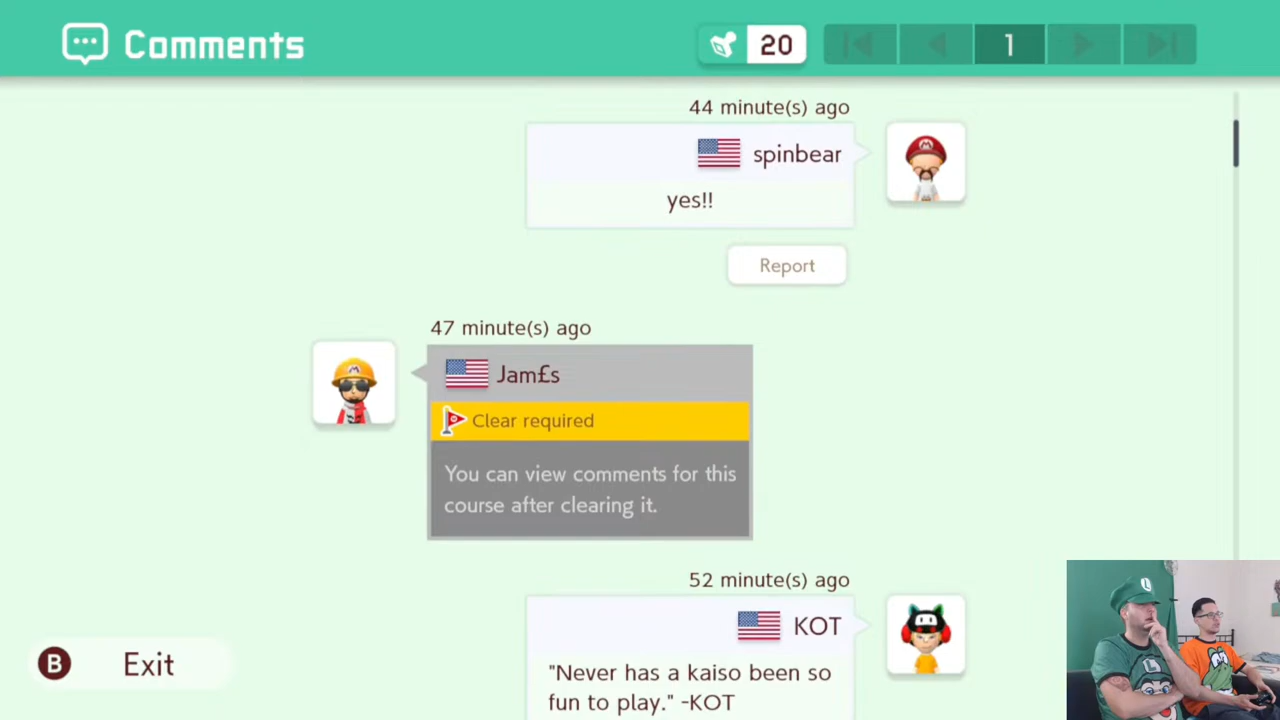 Comments
20
1
44 minute(s) ago
spinbear
yes!!
Report
47 minute(s) ago
Jam£s
Clear required
You can view comments for this
course after clearing it.
52 minute(s) ago
KOT
"Never has a kaiso been so
fun to play." -KOT
B Exit
L
L